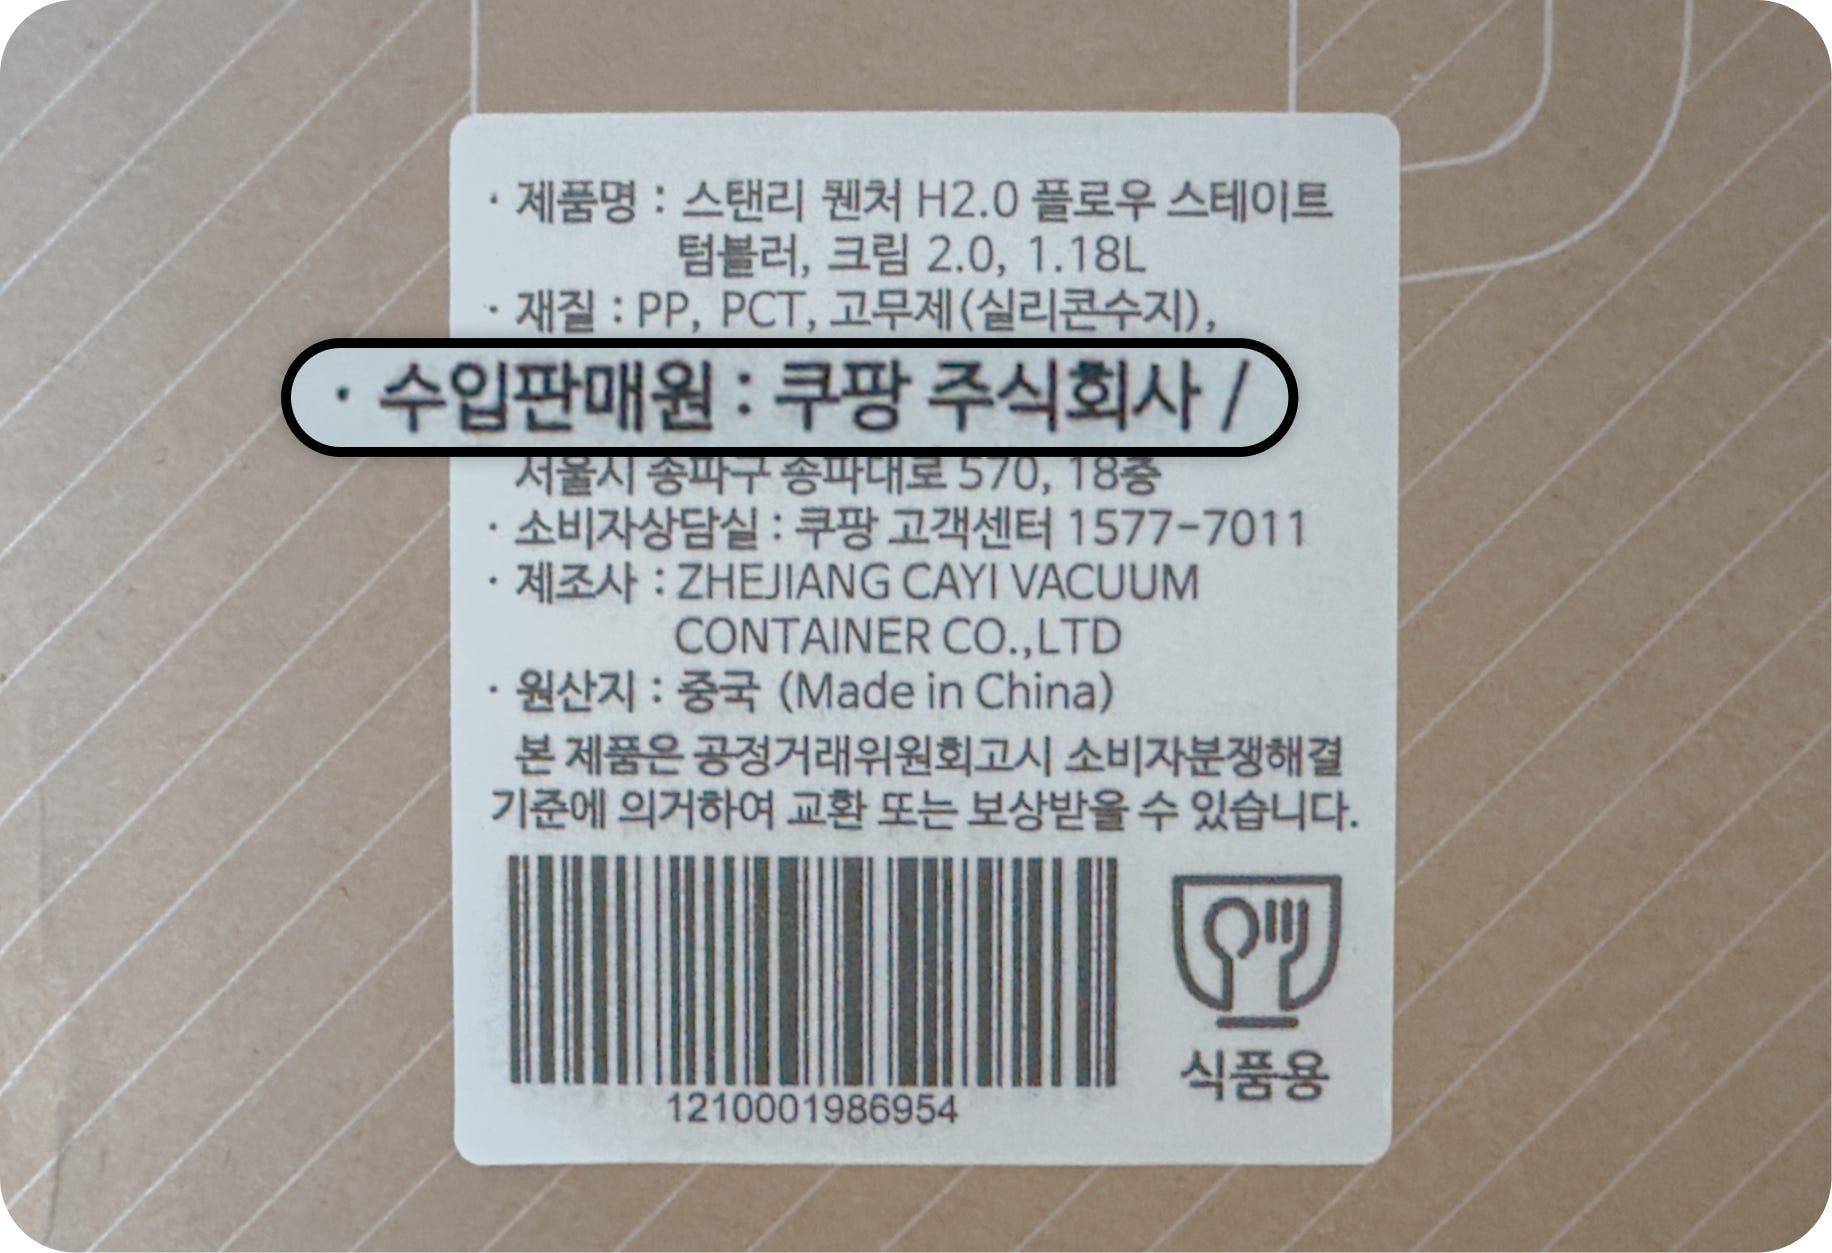 · 제품명 : 스탠리 퀜처 H2.0 플로우 스테이트
텀블러, 크림 2.0, 1.18L
· 재질 : PP, PCT, 고무제(실리콘수지),
· 수입판매원 : 쿠팡 주식회사 /
서울시 송파구 송파대로 570, 18층
· 소비자상담실 : 쿠팡 고객센터 1577-7011
· 제조사 : ZHEJIANG CAYI VACUUM
CONTAINER CO.,LTD
· 원산지 : 중국 (Made in China)
본 제품은 공정거래위원회고시 소비자분쟁해결
기준에 의거하여 교환 또는 보상받을 수 있습니다.
1210001986954
식품용